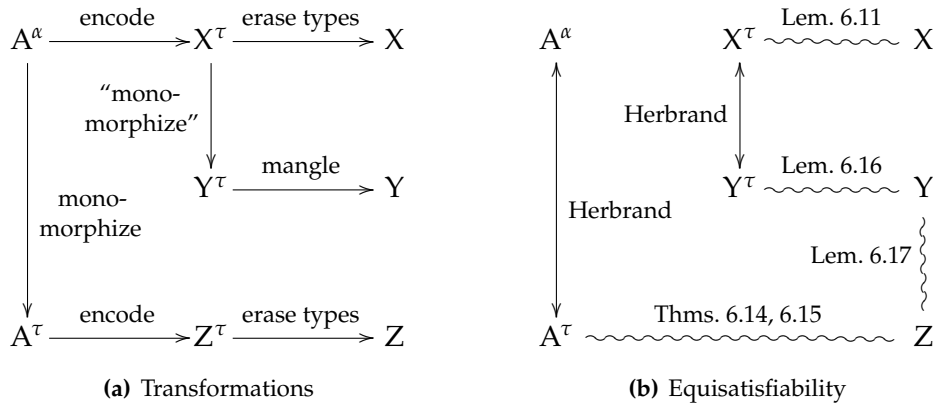 encode erase types
A^α X^τ X
“mono-
morphize”
mangle
Y^τ Y
mono-
morphize
encode erase types
A^τ Z^τ Z
(a) Transformations
Lem. 6.11
A^α X^τ X
Herbrand
Lem. 6.16
Y^τ Y
Herbrand
Lem. 6.17
Thms. 6.14, 6.15
A^τ Z
(b) Equisatisfiability